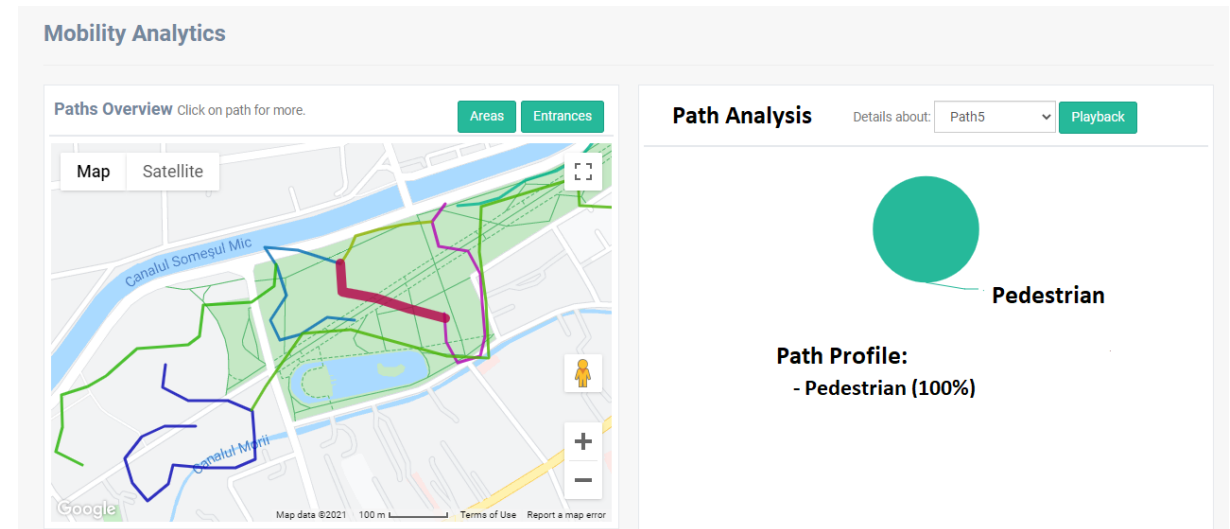 Mobility Analytics
Paths Overview Click on path for more.
Areas
Entrances
Map
Satellite
Canalul Someșul Mic
Canalul Morii
Google
Map data ©2021
100 m
Terms of Use
Report a map error
Path Analysis
Details about:
Path5
Playback
Pedestrian
Path Profile:
- Pedestrian (100%)